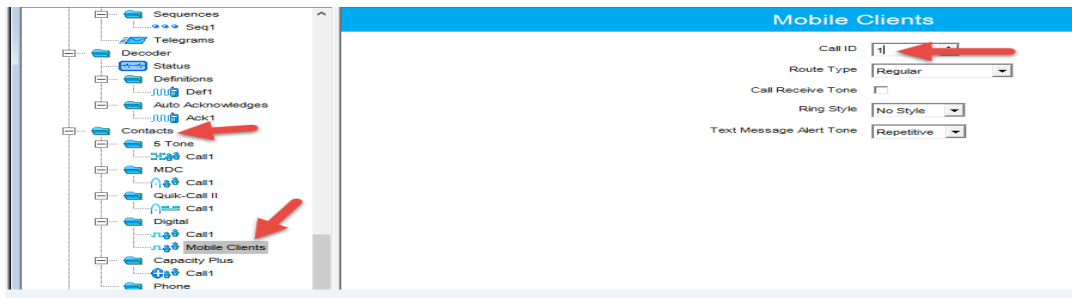 Sequences
Seq1
Telegrams
Decoder
Status
Definitions
Def1
Auto Acknowledges
Ack1
Contacts
5 Tone
Call1
MDC
Call1
Quik-Call II
Call1
Digital
Call1
Mobile Clients
Capacity Plus
Call1
Phone
Mobile Clients
Call ID 1
Route Type Regular
Call Receive Tone
Ring Style No Style
Text Message Alert Tone Repetitive